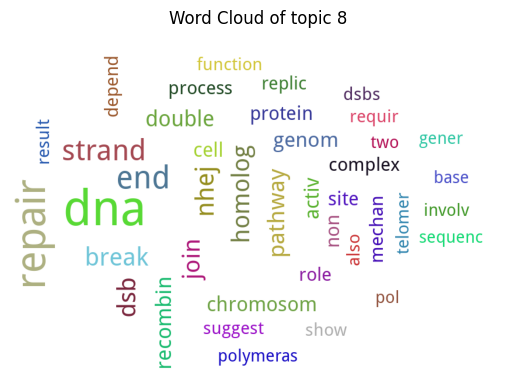 Word Cloud of topic 8
function
depend
process
replic
dsbs
result
double
protein
requir
strand
cell
genom
two
gener
end
nhej
homolog
complex
base
repair
dna
pathway
activ
site
non
also
mechan
telomer
involv
sequenc
break
join
role
dsb
recombin
chromosom
pol
suggest
show
polymeras